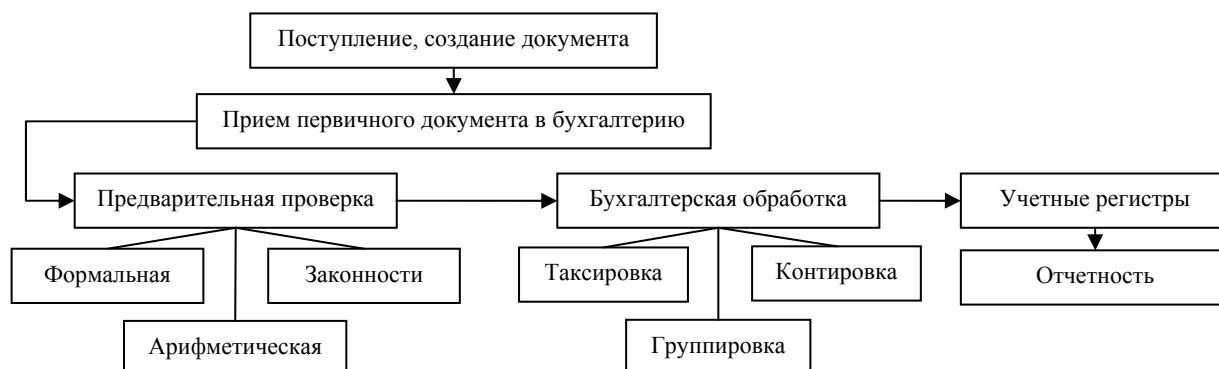 Поступление, создание документа
Прием первичного документа в бухгалтерию
Предварительная проверка
Бухгалтерская обработка
Учетные регистры
Формальная
Законности
Таксировка
Контировка
Отчетность
Арифметическая
Группировка